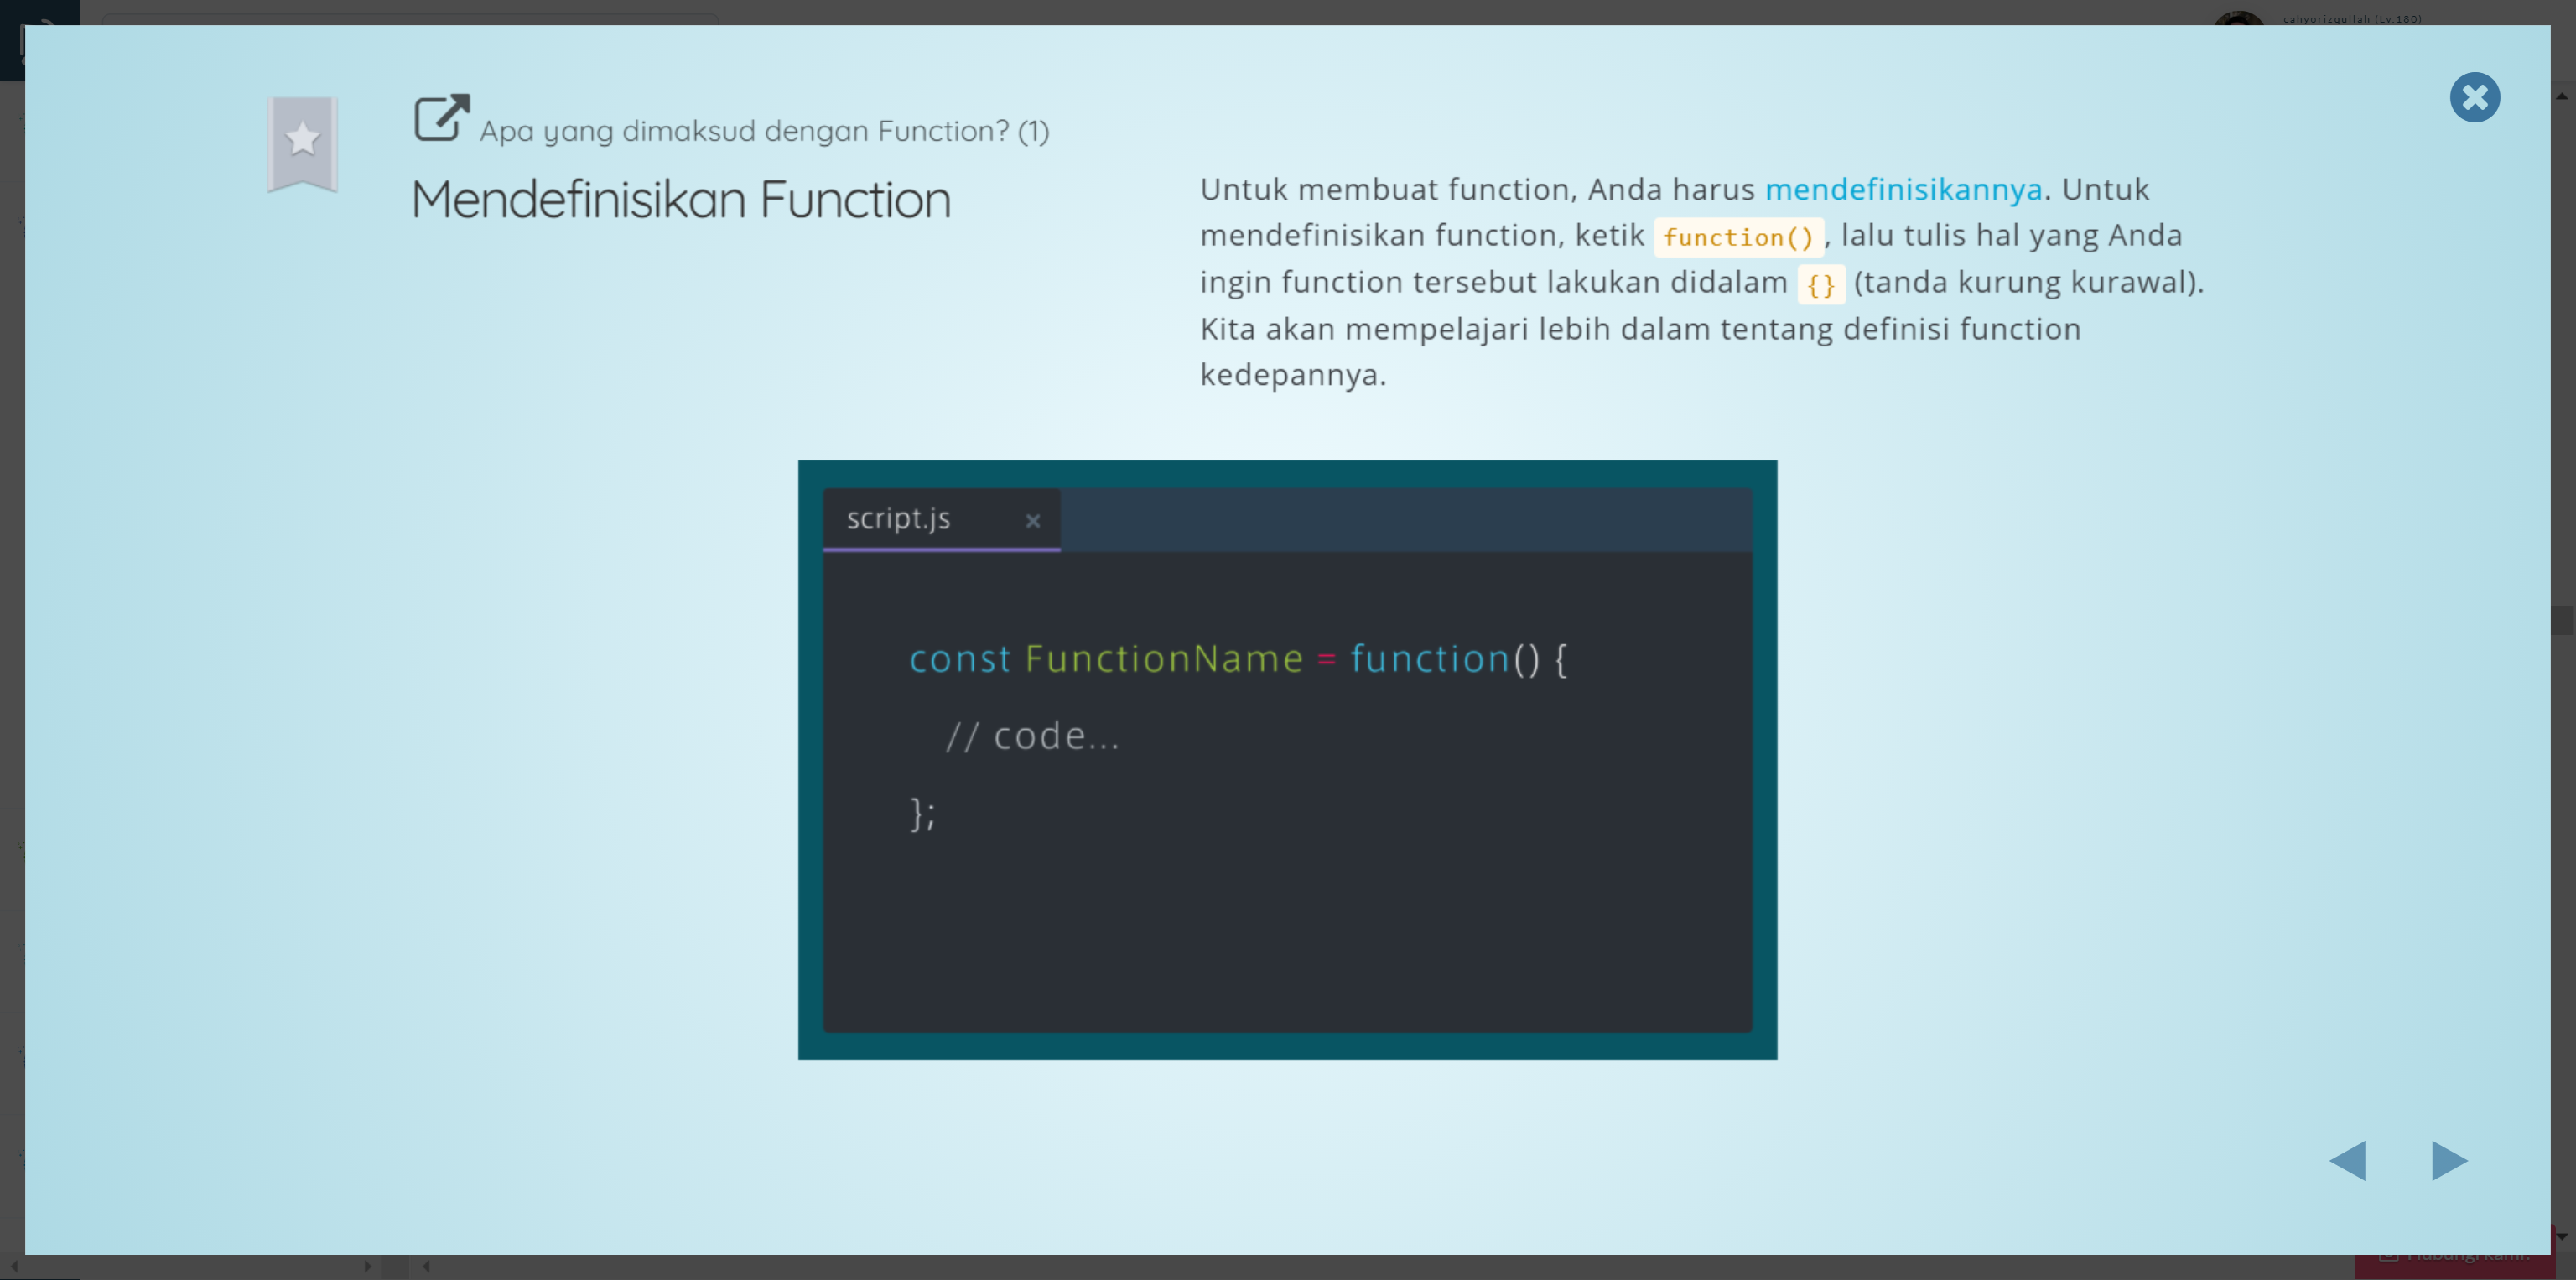 cahyorizqullah (Lv.180)
Apa yang dimaksud dengan Function? (1)
Mendefinisikan Function
Untuk membuat function, Anda harus mendefinisikannya. Untuk
mendefinisikan function, ketik function(), lalu tulis hal yang Anda
ingin function tersebut lakukan didalam {} (tanda kurung kurawal).
Kita akan mempelajari lebih dalam tentang definisi function
kedepannya.
script.js ×
const FunctionName = function() {
// code...
};
Hubungi kami!